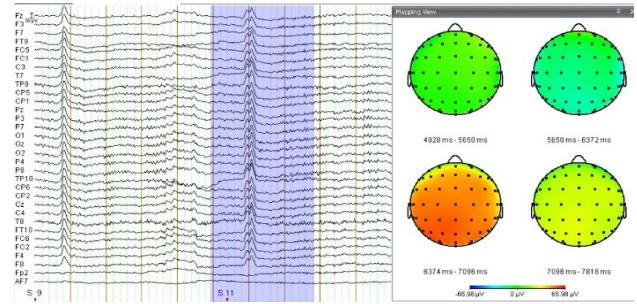 Fz
F3
F7
FT9
FC5
FC1
C3
T7
TP9
CP5
CP1
Pz
P3
P7
O1
Oz
O2
P4
P8
TP10
CP6
CP2
Cz
C4
T8
FT10
FC6
FC2
F4
F8
Fp2
AF7
S 9
S 11
Mapping View
4928 ms - 5650 ms
5650 ms - 6372 ms
6374 ms - 7096 ms
7096 ms - 7818 ms
-65.98 µV 0 µV 65.98 µV